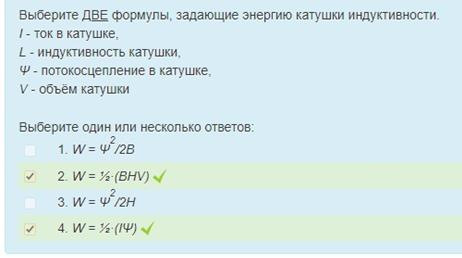 Выберите ДВЕ формулы, задающие энергию катушки индуктивности.
I - ток в катушке,
L - индуктивность катушки,
Ψ - потокосцепление в катушке,
V - объём катушки
Выберите один или несколько ответов:
1. W = Ψ²/2B
2. W = ½·(BHV)
3. W = Ψ²/2H
4. W = ½·(IΨ)